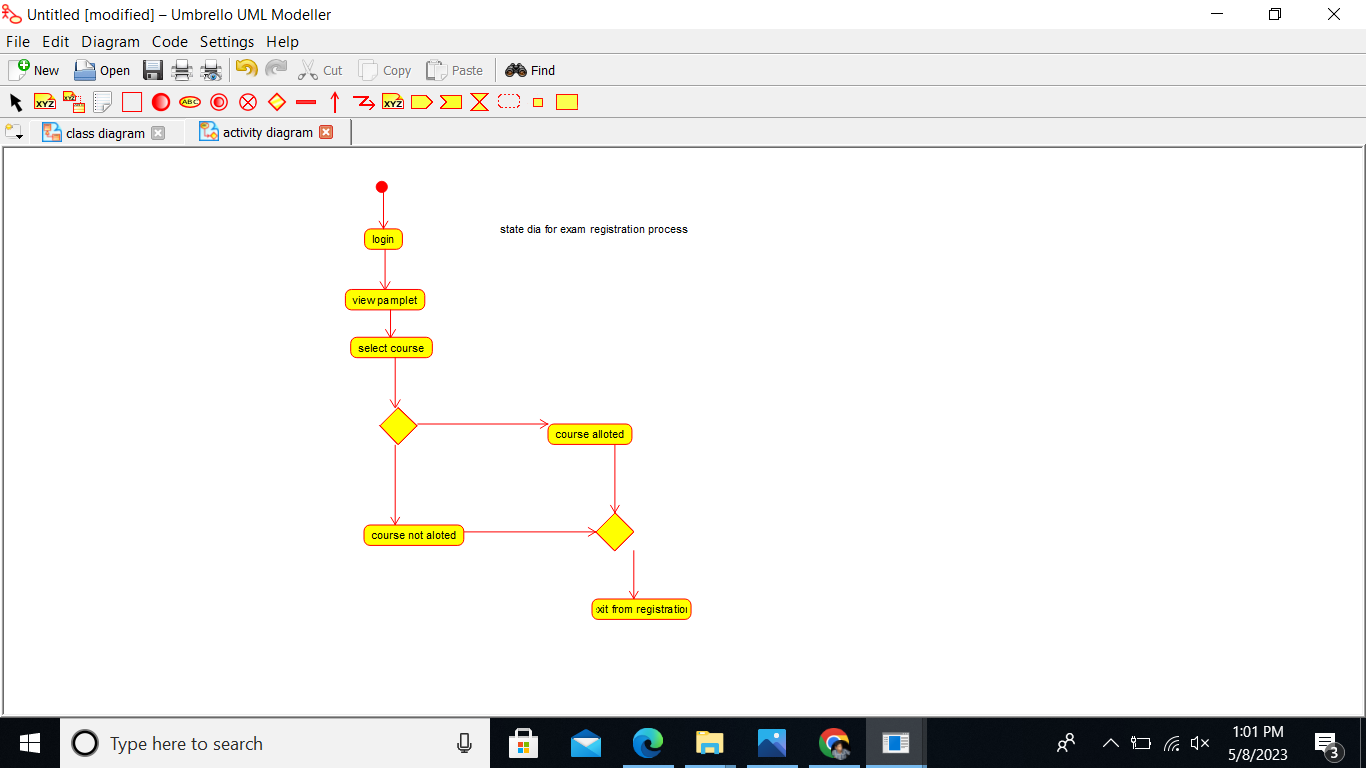 Untitled [modified] – Umbrello UML Modeller
File Edit Diagram Code Settings Help
New Open Cut Copy Paste Find
XYZ XYZ ABC XYZ
class diagram activity diagram
state dia for exam registration process
login
view pamplet
select course
course alloted
course not aloted
xit from registration
Type here to search
1:01 PM
5/8/2023
3